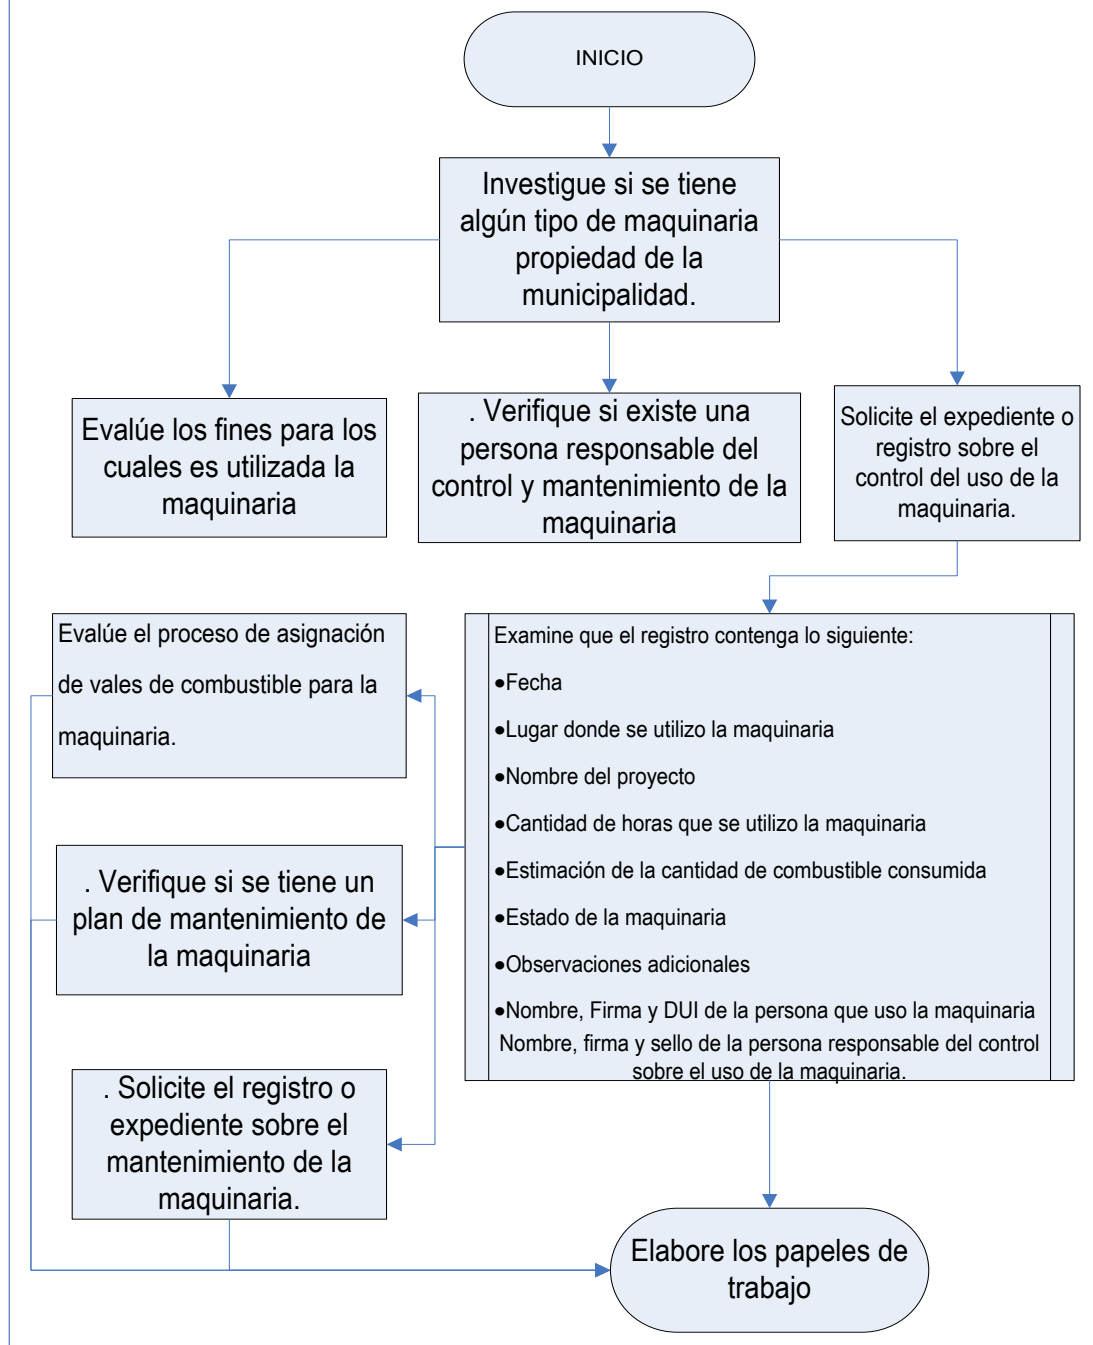 INICIO
Investigue si se tiene
algún tipo de maquinaria
propiedad de la
municipalidad.
Evalúe los fines para los
cuales es utilizada la
maquinaria
. Verifique si existe una
persona responsable del
control y mantenimiento de la
maquinaria
Solicite el expediente o
registro sobre el
control del uso de la
maquinaria.
Examine que el registro contenga lo siguiente:
•Fecha
•Lugar donde se utilizo la maquinaria
•Nombre del proyecto
•Cantidad de horas que se utilizo la maquinaria
•Estimación de la cantidad de combustible consumida
•Estado de la maquinaria
•Observaciones adicionales
•Nombre, Firma y DUI de la persona que uso la maquinaria
Nombre, firma y sello de la persona responsable del control
sobre el uso de la maquinaria.
Evalúe el proceso de asignación
de vales de combustible para la
maquinaria.
. Verifique si se tiene un
plan de mantenimiento de
la maquinaria
. Solicite el registro o
expediente sobre el
mantenimiento de la
maquinaria.
Elabore los papeles de
trabajo